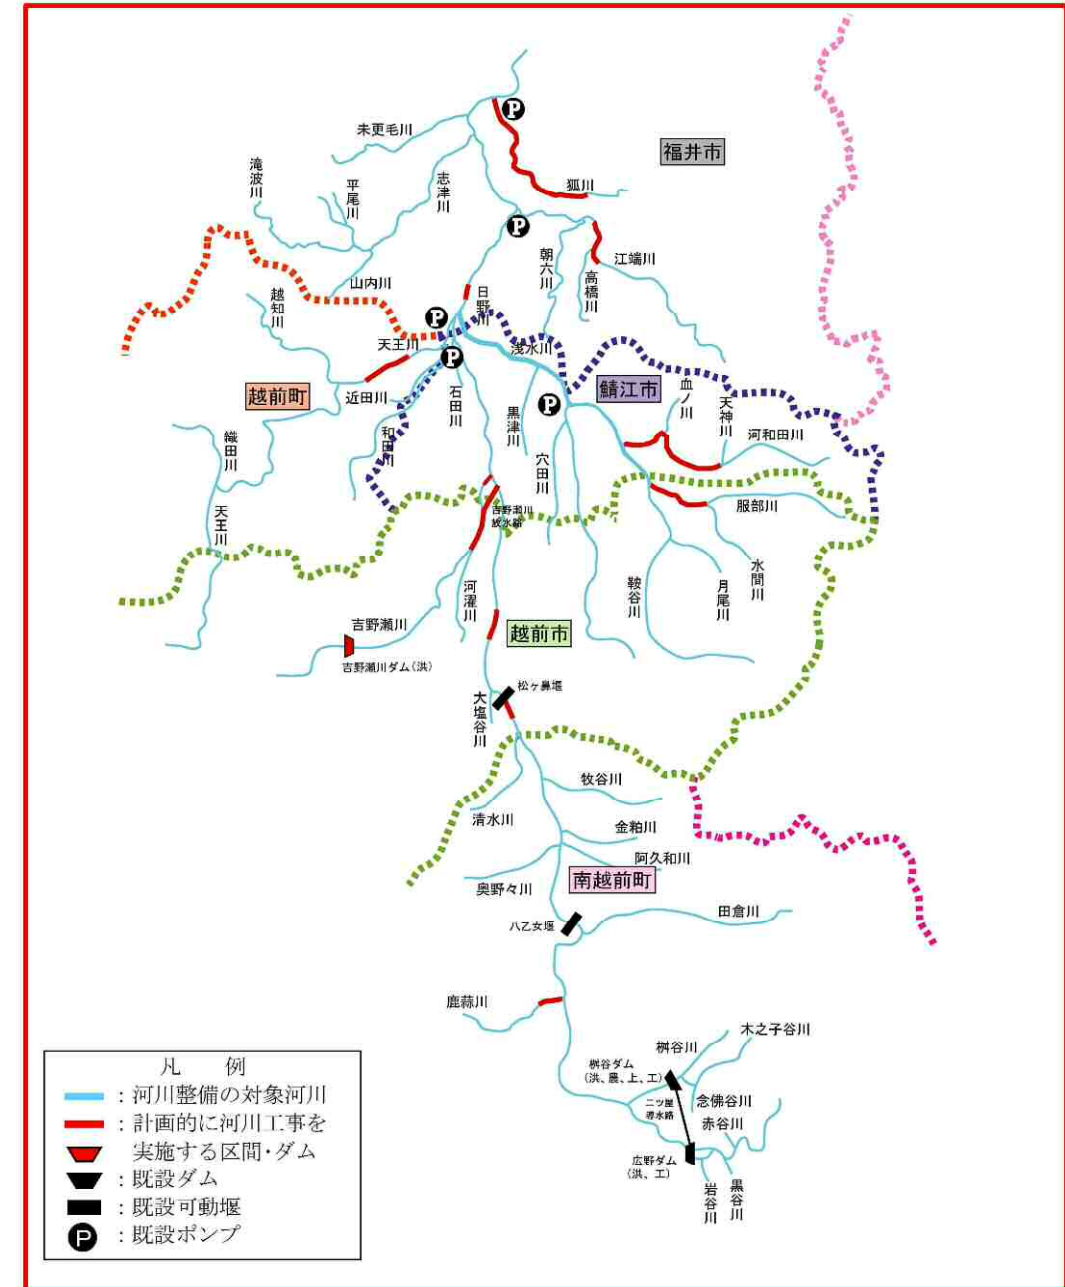 P
未更毛川
福井市
滝波川
平尾川
志津川
狐川
P
朝六川
江端川
高橋川
山内川
越知川
日野川
P
天王川
浅水川
P
越前町
近田川
石田川
鯖江市
血ノ川
天神川
P
黒津川
和田川
河和田川
織田川
穴田川
天王川
吉野瀬川
放水路
服部川
水間川
河濯川
鞍谷川
月尾川
吉野瀬川
越前市
吉野瀬川ダム(洪)
松ヶ鼻堰
大塩谷川
牧谷川
清水川
金粕川
阿久和川
奥野々川
南越前町
八乙女堰
田倉川
鹿蒜川
木之子谷川
桝谷川
桝谷ダム
(洪、農、上、工)
二ツ屋
導水路
念佛谷川
赤谷川
広野ダム
(洪、工)
岩谷川
黒谷川
凡 例
:河川整備の対象河川
:計画的に河川工事を
実施する区間・ダム
:既設ダム
:既設可動堰
P :既設ポンプ